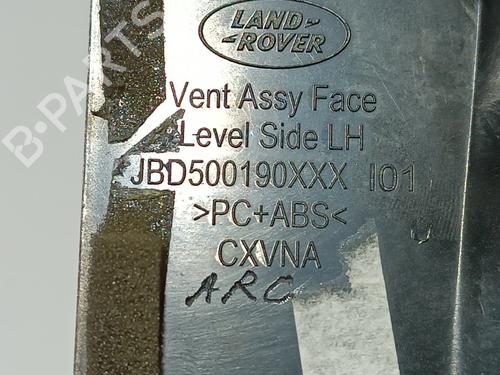 LAND
ROVER
B-PARTS
Vent Assy Face
Level Side LH
JBD500190XXX I01
>PC+ABS<
CXVNA
ARC